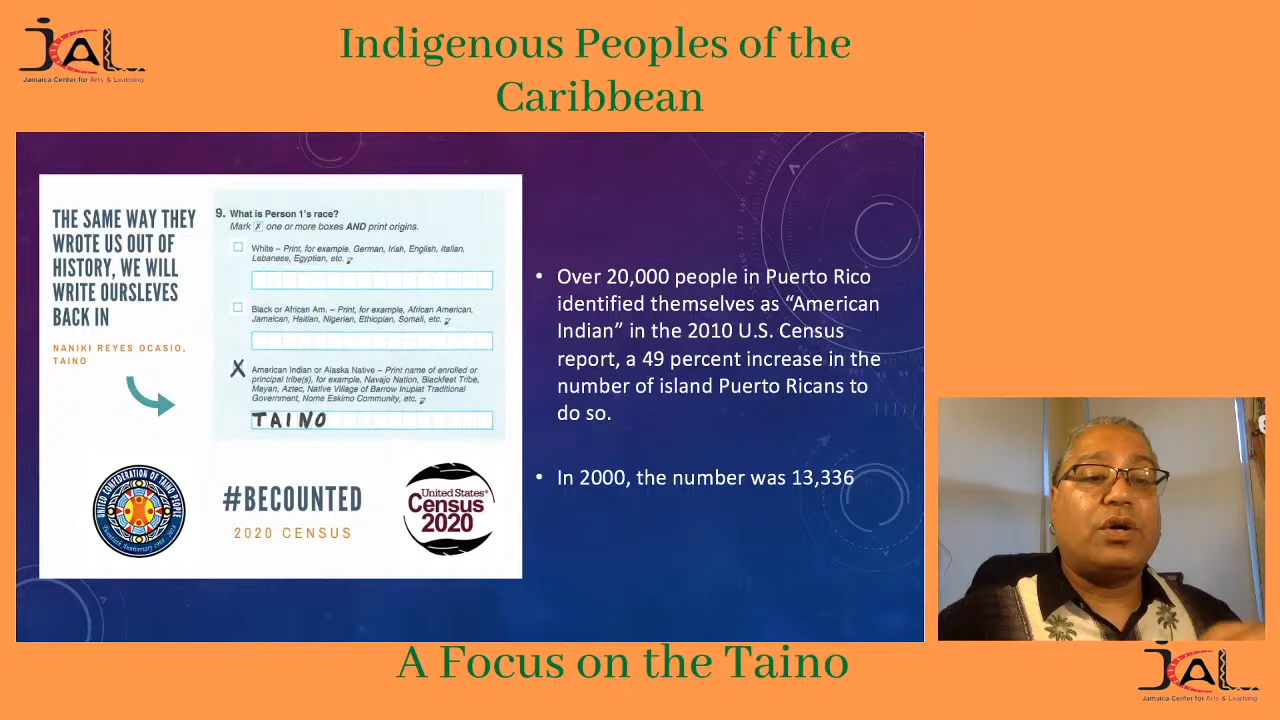 JCAL
Jamaica Center for Arts & Learning
Indigenous Peoples of the
Caribbean
THE SAME WAY THEY
WROTE US OUT OF
HISTORY, WE WILL
WRITE OURSLEVES
BACK IN
NANIKI REYES OCASIO,
TAINO
9. What is Person 1's race?
Mark X one or more boxes AND print origins.
White – Print, for example, German, Irish, English, Italian,
Lebanese, Egyptian, etc.
Black or African Am. – Print, for example, African American,
Jamaican, Haitian, Nigerian, Ethiopian, Somali, etc.
X American Indian or Alaska Native – Print name of enrolled or
principal tribe(s), for example, Navajo Nation, Blackfeet Tribe,
Mayan, Aztec, Native Village of Barrow Inupiat Traditional
Government, Nome Eskimo Community, etc.
TAINO
UNITED CONFEDERATION OF TAINO PEOPLE
#BECOUNTED
2020 CENSUS
United States®
Census
2020
• Over 20,000 people in Puerto Rico
identified themselves as “American
Indian” in the 2010 U.S. Census
report, a 49 percent increase in the
number of island Puerto Ricans to
do so.
• In 2000, the number was 13,336
A Focus on the Taino
JCAL
Jamaica Center for Arts & Learning